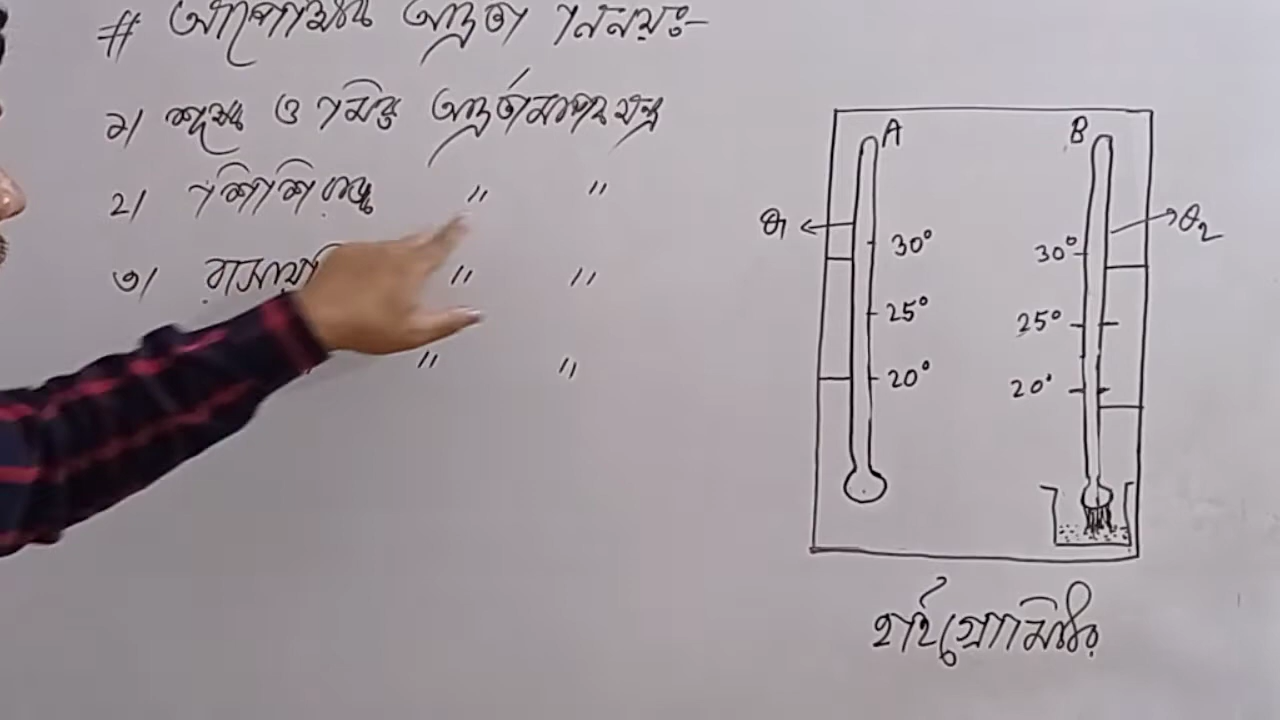 # আপেক্ষিক আর্দ্রতা নির্ণয়ঃ-
১) শুষ্ক ও সিক্ত আর্দ্রতামাপক যন্ত্র
২) শিশিরাঙ্ক " "
৩) রাসায় " "
" "
A
B
θ1
θ2
30°
30°
25°
25°
20°
20°
হাইগ্রোমিটার